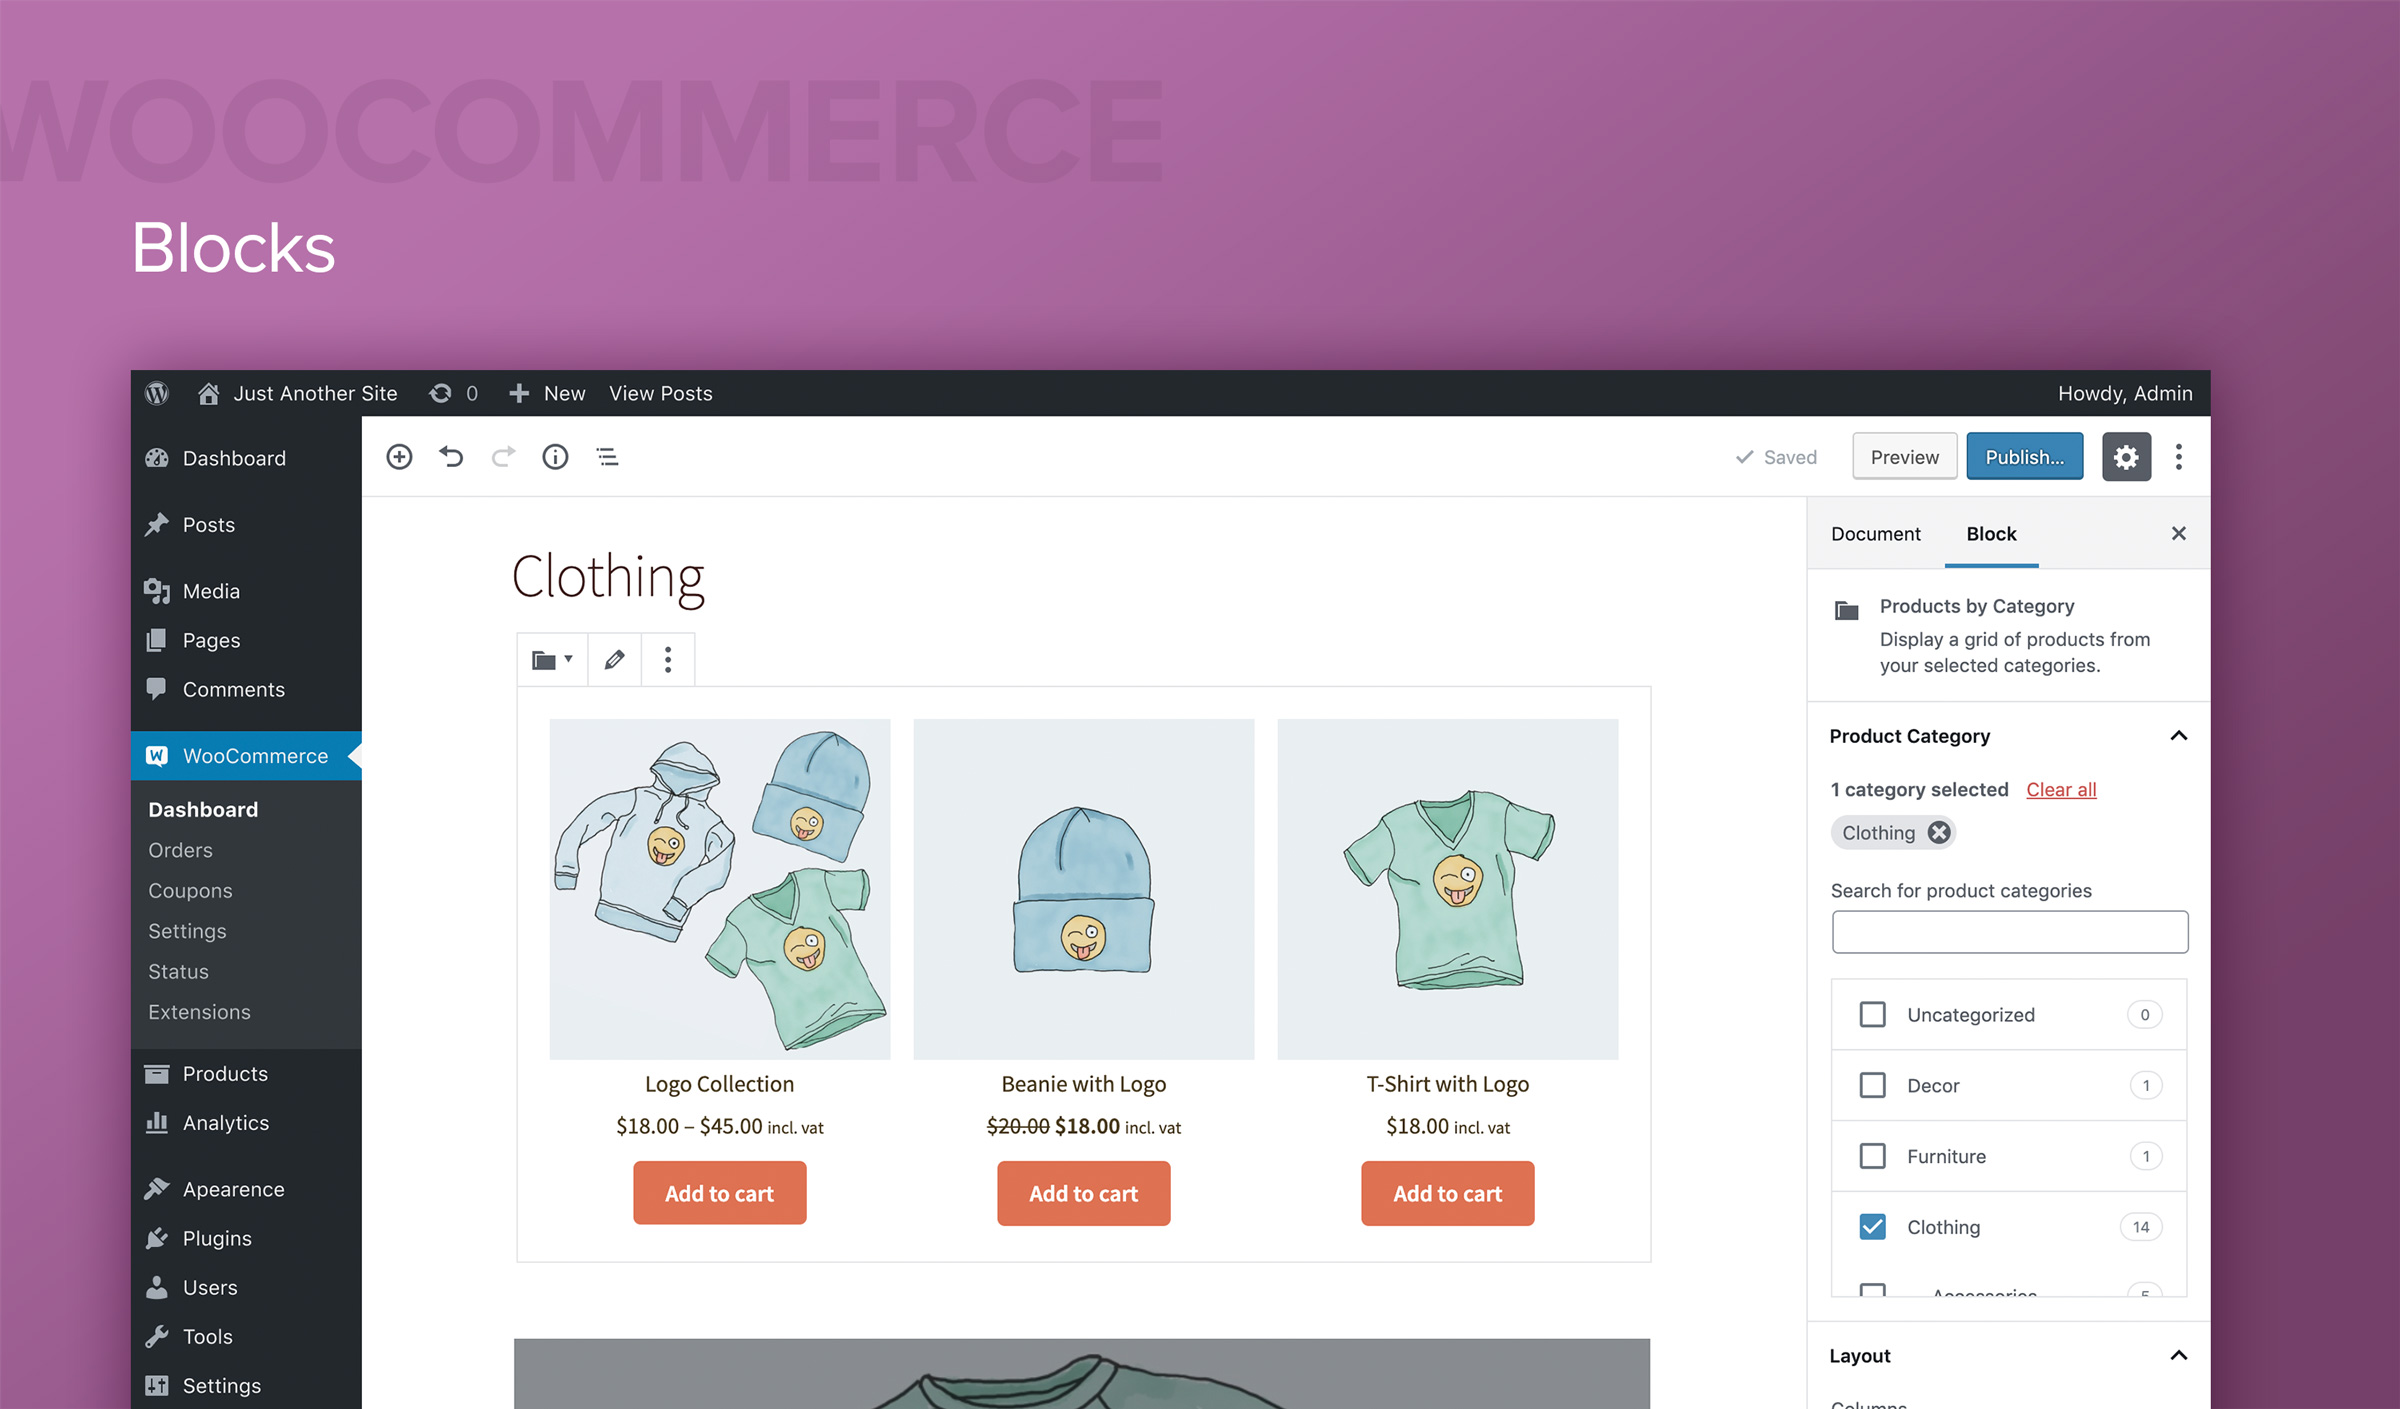 WOOCOMMERCE
Blocks
Just Another Site 0 New View Posts Howdy, Admin
Dashboard
Posts
Media
Pages
Comments
WooCommerce
Dashboard
Orders
Coupons
Settings
Status
Extensions
Products
Analytics
Apearence
Plugins
Users
Tools
Settings
Saved Preview Publish...
Clothing
Logo Collection
$18.00 – $45.00 incl. vat
Add to cart
Beanie with Logo
$20.00 $18.00 incl. vat
Add to cart
T-Shirt with Logo
$18.00 incl. vat
Add to cart
Document Block
Products by Category
Display a grid of products from
your selected categories.
Product Category
1 category selected Clear all
Clothing
Search for product categories
Uncategorized 0
Decor 1
Furniture 1
Clothing 14
Accessories 5
Layout
Columns